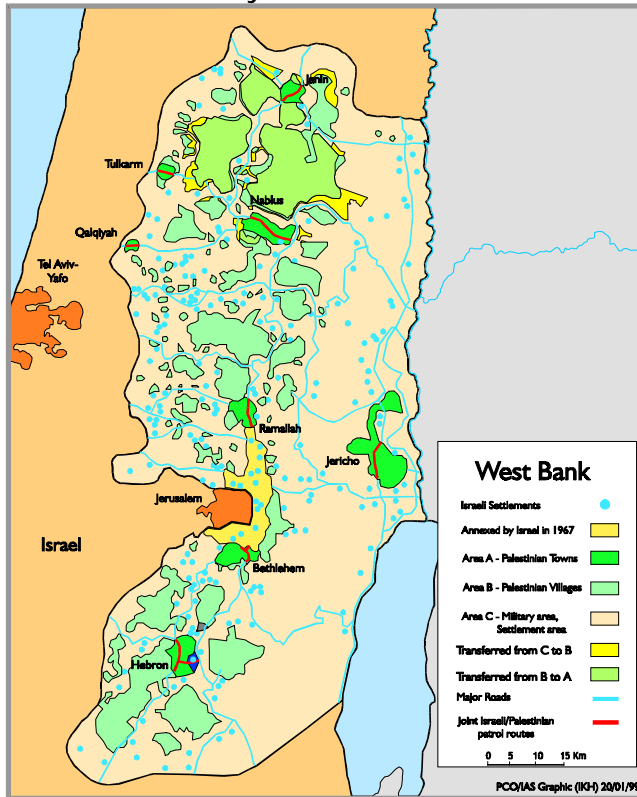 Jenin
Tulkarm
Nablus
Qalqiyah
Tel Aviv-
Yafo
Ramallah
Jericho
Jerusalem
Israel
Bethlehem
Hebron
West Bank
Israeli Settlements
Annexed by Israel in 1967
Area A - Palestinian Towns
Area B - Palestinian Villages
Area C - Military area,
Settlement area
Transferred from C to B
Transferred from B to A
Major Roads
Joint Israeli/Palestinian
patrol routes
0 5 10 15 Km
PCO/IAS Graphic (IKH) 20/01/99